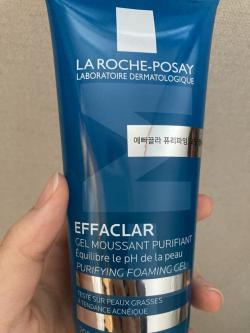 LA ROCHE-POSAY
LABORATOIRE DERMATOLOGIQUE
에빠끌라 퓨리파잉
EFFACLAR
GEL MOUSSANT PURIFIANT
Équilibre le pH de la peau
PURIFYING FOAMING GEL
TESTÉ SUR PEAUX GRASSES
À TENDANCE ACNÉIQUE